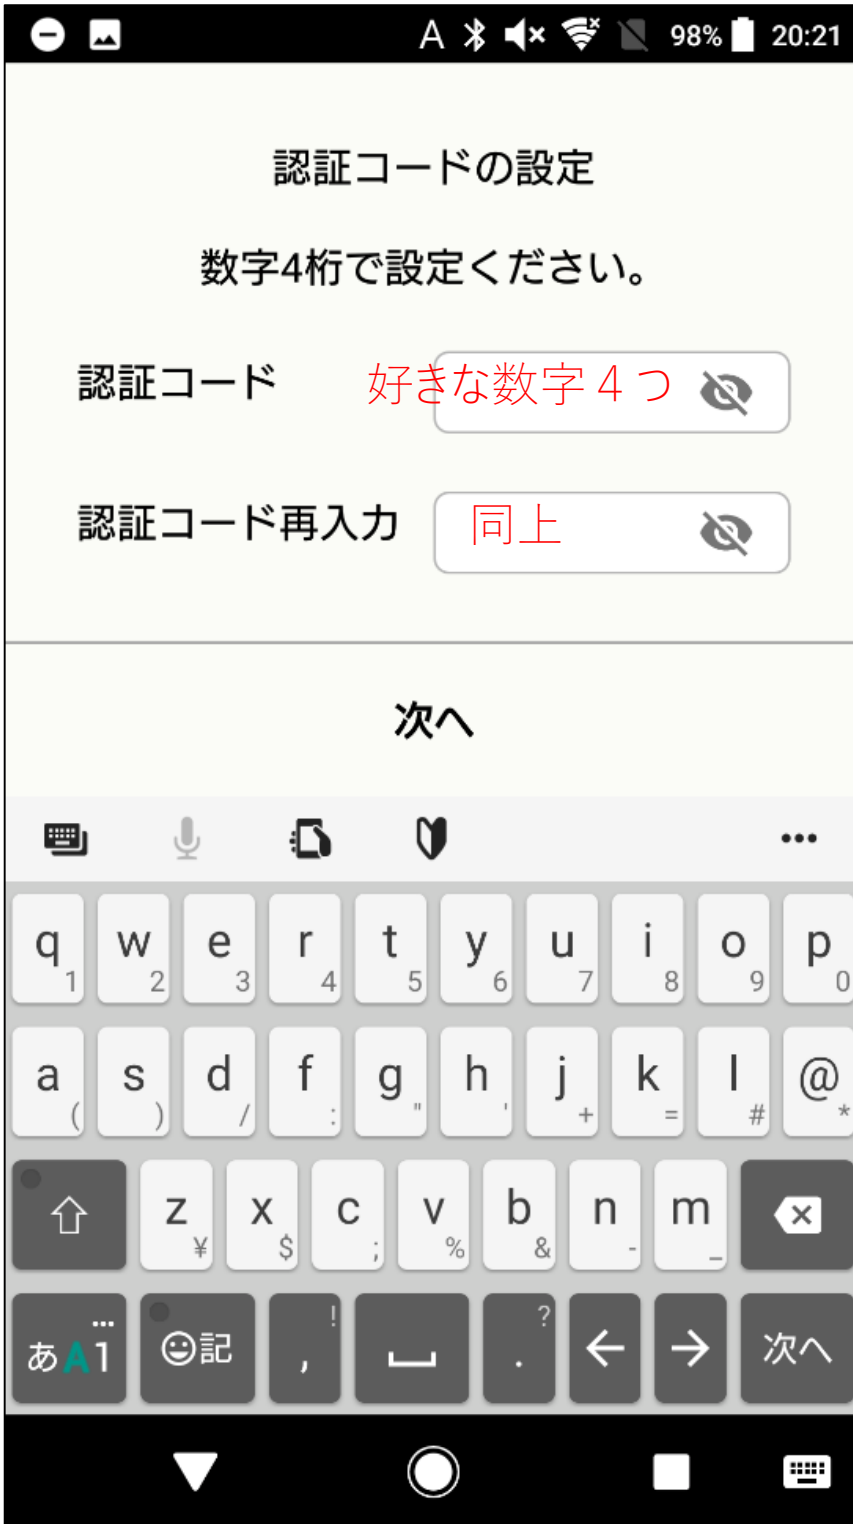 A 98% 20:21
認証コードの設定
数字4桁で設定ください。
認証コード 好きな数字４つ
認証コード再入力 同上
次へ
q 1 w 2 e 3 r 4 t 5 y 6 u 7 i 8 o 9 p 0
a ( s ) d / f : g " h ' j + k = l # @ *
z ¥ x $ c ; v % b & n - m _
あA1 ... 記 , ! . ? ← → 次へ